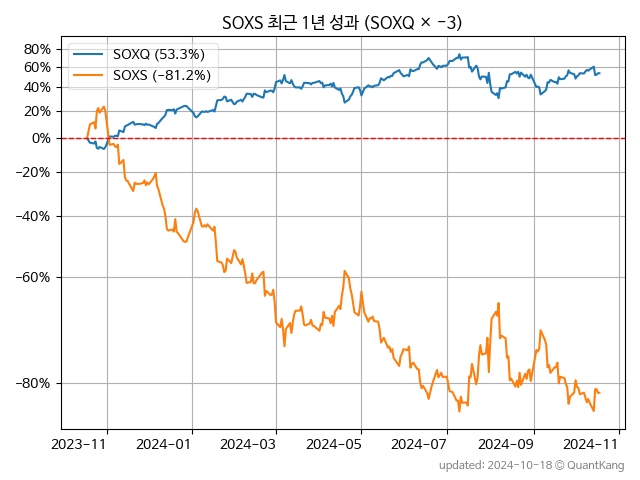 SOXS 최근 1년 성과 (SOXQ × −3)
SOXQ (53.3%)
SOXS (−81.2%)
80%
60%
40%
20%
0%
−20%
−40%
−60%
−80%
2023-11 2024-01 2024-03 2024-05 2024-07 2024-09 2024-11
updated: 2024-10-18 © QuantKang